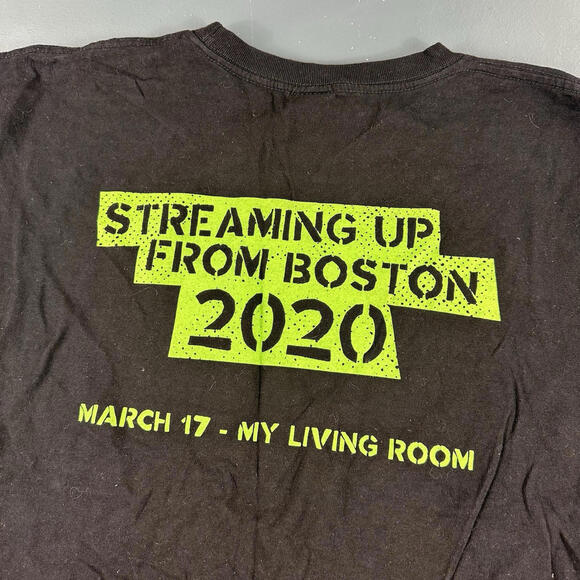 STREAMING UP
FROM BOSTON
2020
MARCH 17 - MY LIVING ROOM